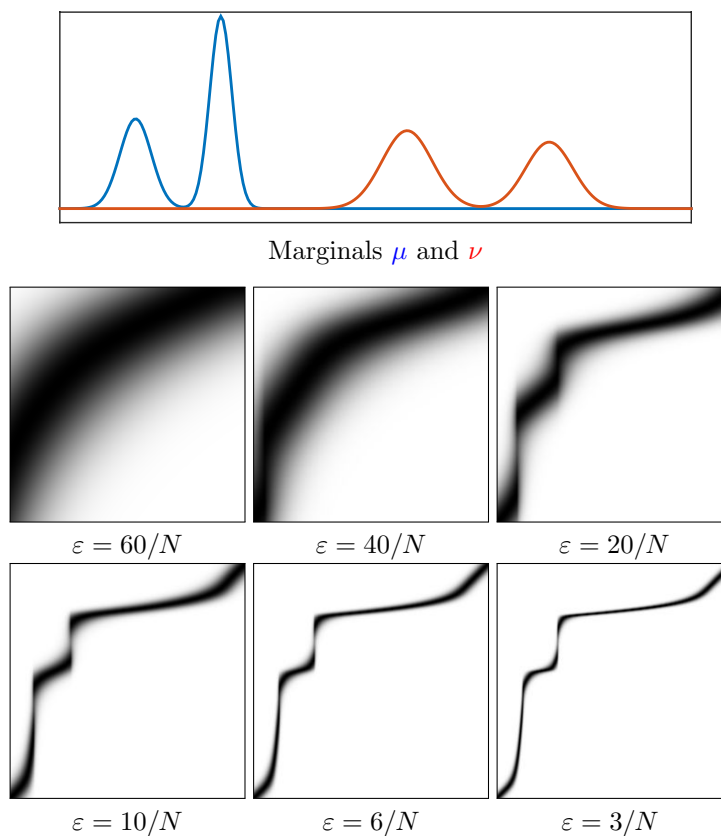 Marginals μ and ν
ε = 60/N ε = 40/N ε = 20/N
ε = 10/N ε = 6/N ε = 3/N